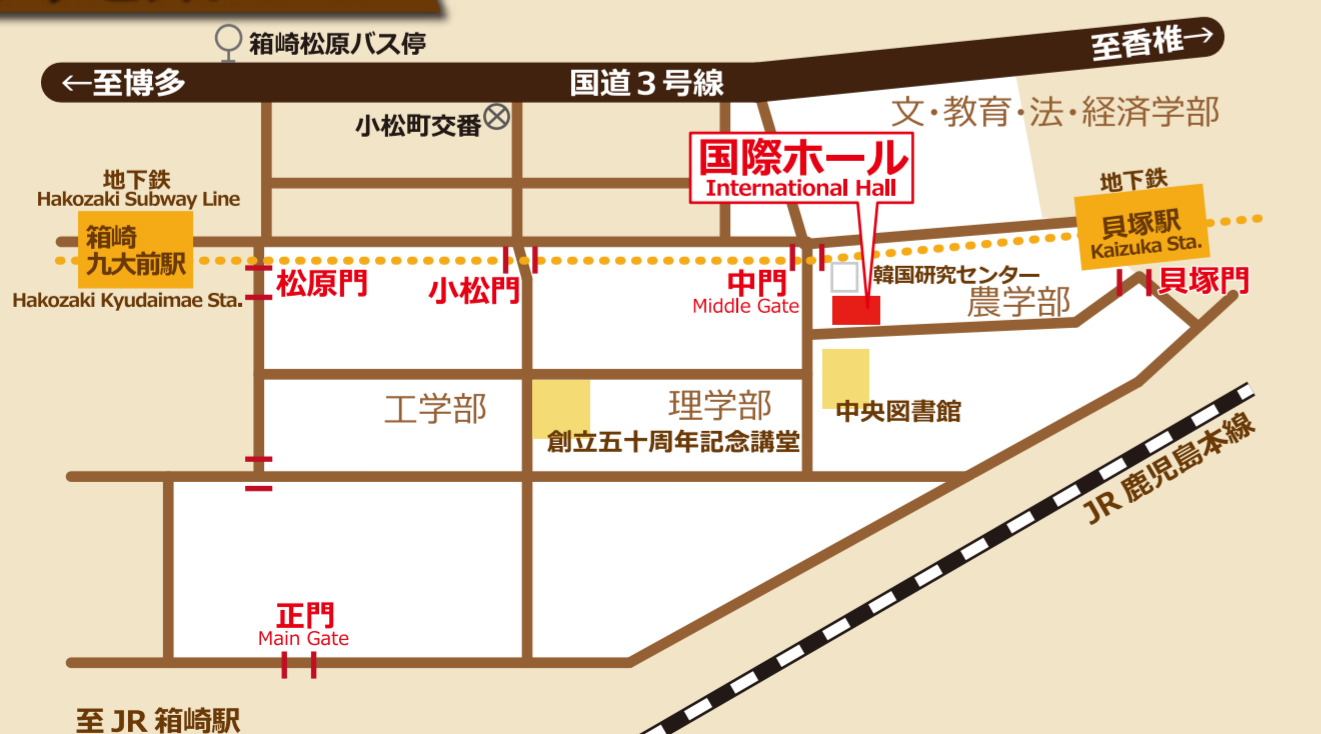 箱崎松原バス停
至香椎→
←至博多
国道3号線
文・教育・法・経済学部
小松町交番
国際ホール
International Hall
地下鉄
Hakozaki Subway Line
地下鉄
箱崎
九大前駅
貝塚駅
Kaizuka Sta.
Hakozaki Kyudaimae Sta.
松原門
小松門
中門
Middle Gate
韓国研究センター
農学部
貝塚門
工学部
理学部
中央図書館
創立五十周年記念講堂
JR 鹿児島本線
正門
Main Gate
至 JR 箱崎駅